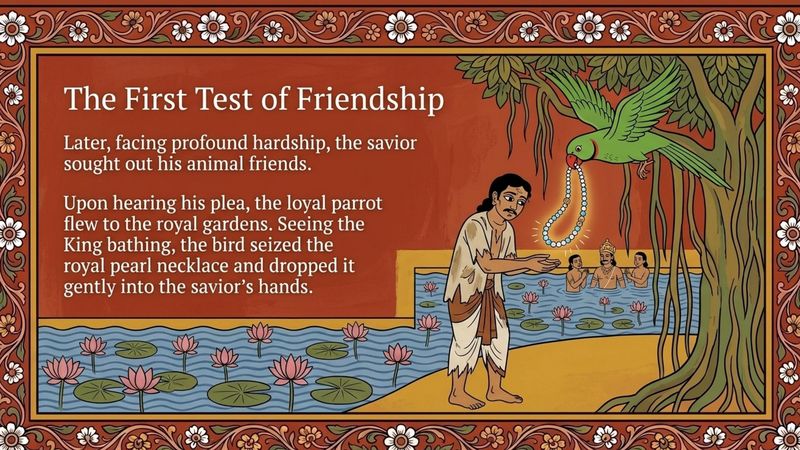 The First Test of Friendship
Later, facing profound hardship, the savior
sought out his animal friends.
Upon hearing his plea, the loyal parrot
flew to the royal gardens. Seeing the
King bathing, the bird seized the
royal pearl necklace and dropped it
gently into the savior's hands.